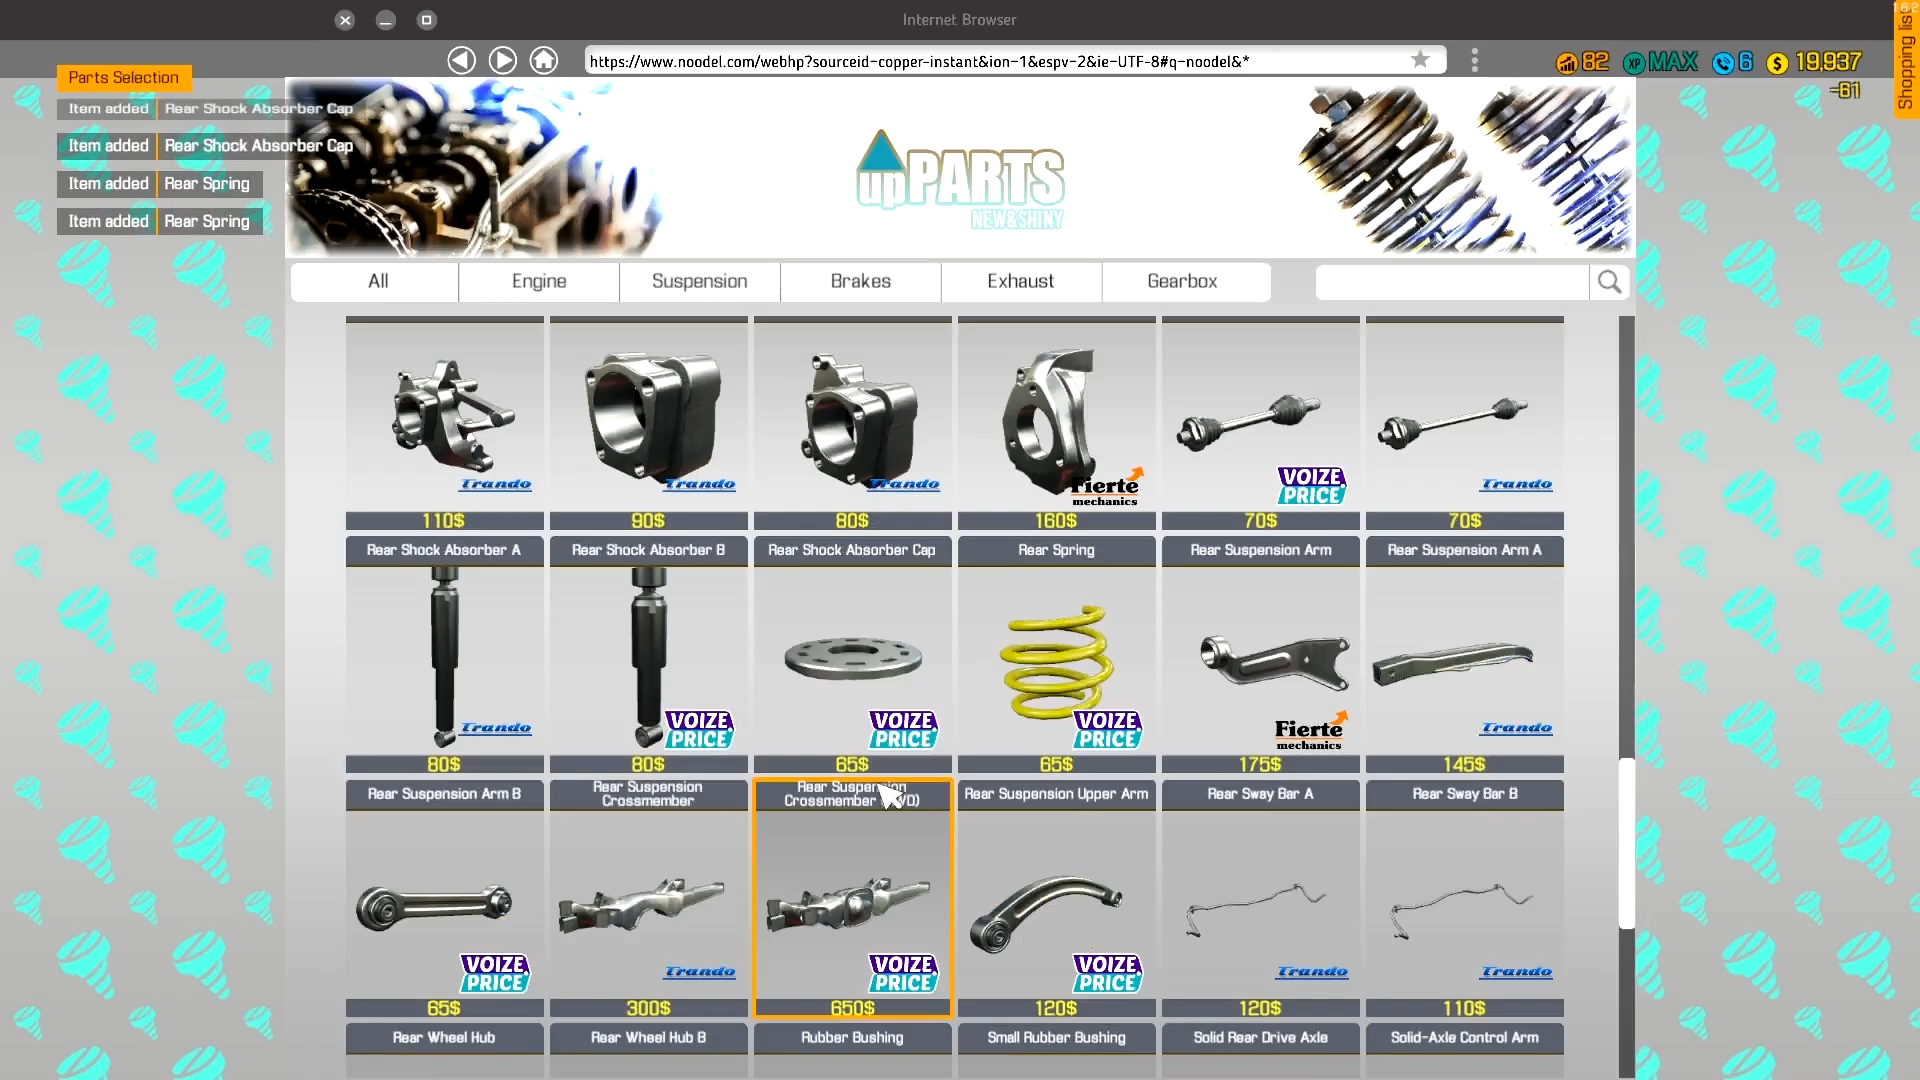 Internet Browser
https://www.noodel.com/webhp?sourceid-copper-instant&ion-1&espv-2&ie-UTF-8#q-noodel&*
82
XP MAX
6
$ 19,937
-61
Shopping list
Parts Selection
Item added Rear Shock Absorber Cap
Item added Rear Shock Absorber Cap
Item added Rear Spring
Item added Rear Spring
upPARTS
NEW&SHINY
All Engine Suspension Brakes Exhaust Gearbox
Trando Trando Trando Fierte mechanics VOIZE PRICE Trando
110$ 90$ 80$ 160$ 70$ 70$
Rear Shock Absorber A Rear Shock Absorber B Rear Shock Absorber Cap Rear Spring Rear Suspension Arm Rear Suspension Arm A
Trando VOIZE PRICE VOIZE PRICE VOIZE PRICE Fierte mechanics Trando
80$ 80$ 65$ 65$ 175$ 145$
Rear Suspension Arm B Rear Suspension Crossmember Rear Suspension Crossmember Rear Suspension Upper Arm Rear Sway Bar A Rear Sway Bar B
VOIZE PRICE Trando VOIZE PRICE VOIZE PRICE Trando Trando
65$ 300$ 650$ 120$ 120$ 110$
Rear Wheel Hub Rear Wheel Hub B Rubber Bushing Small Rubber Bushing Solid Rear Drive Axle Solid-Axle Control Arm